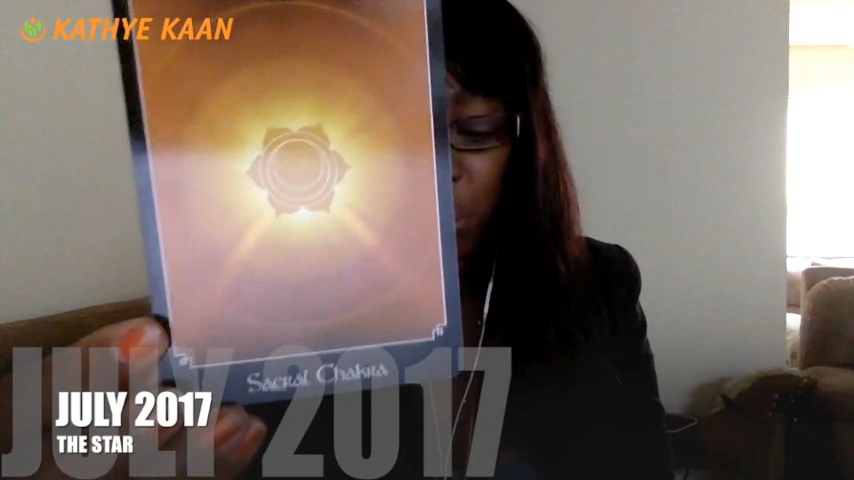 KATHYE KAAN
Sacral Chakra
JULY 2017
JULY 2017
THE STAR